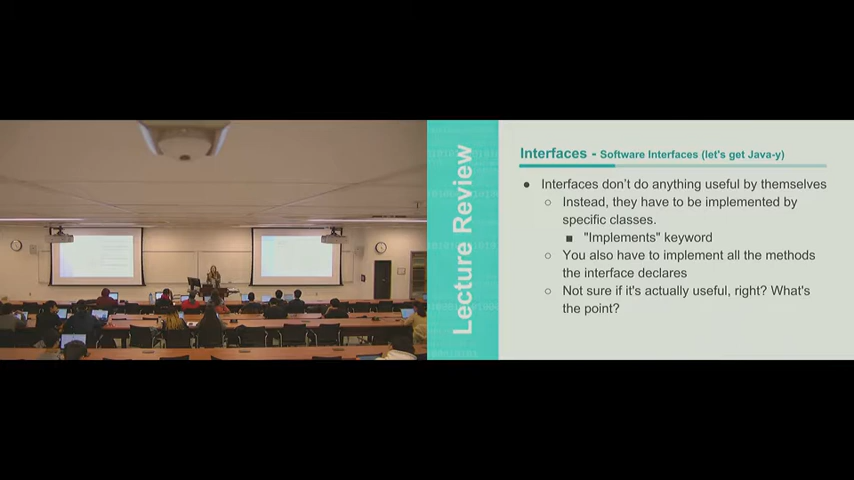 Lecture Review
Interfaces - Software Interfaces (let's get Java-y)
● Interfaces don't do anything useful by themselves
○ Instead, they have to be implemented by
specific classes.
■ "Implements" keyword
○ You also have to implement all the methods
the interface declares
○ Not sure if it's actually useful, right? What's
the point?